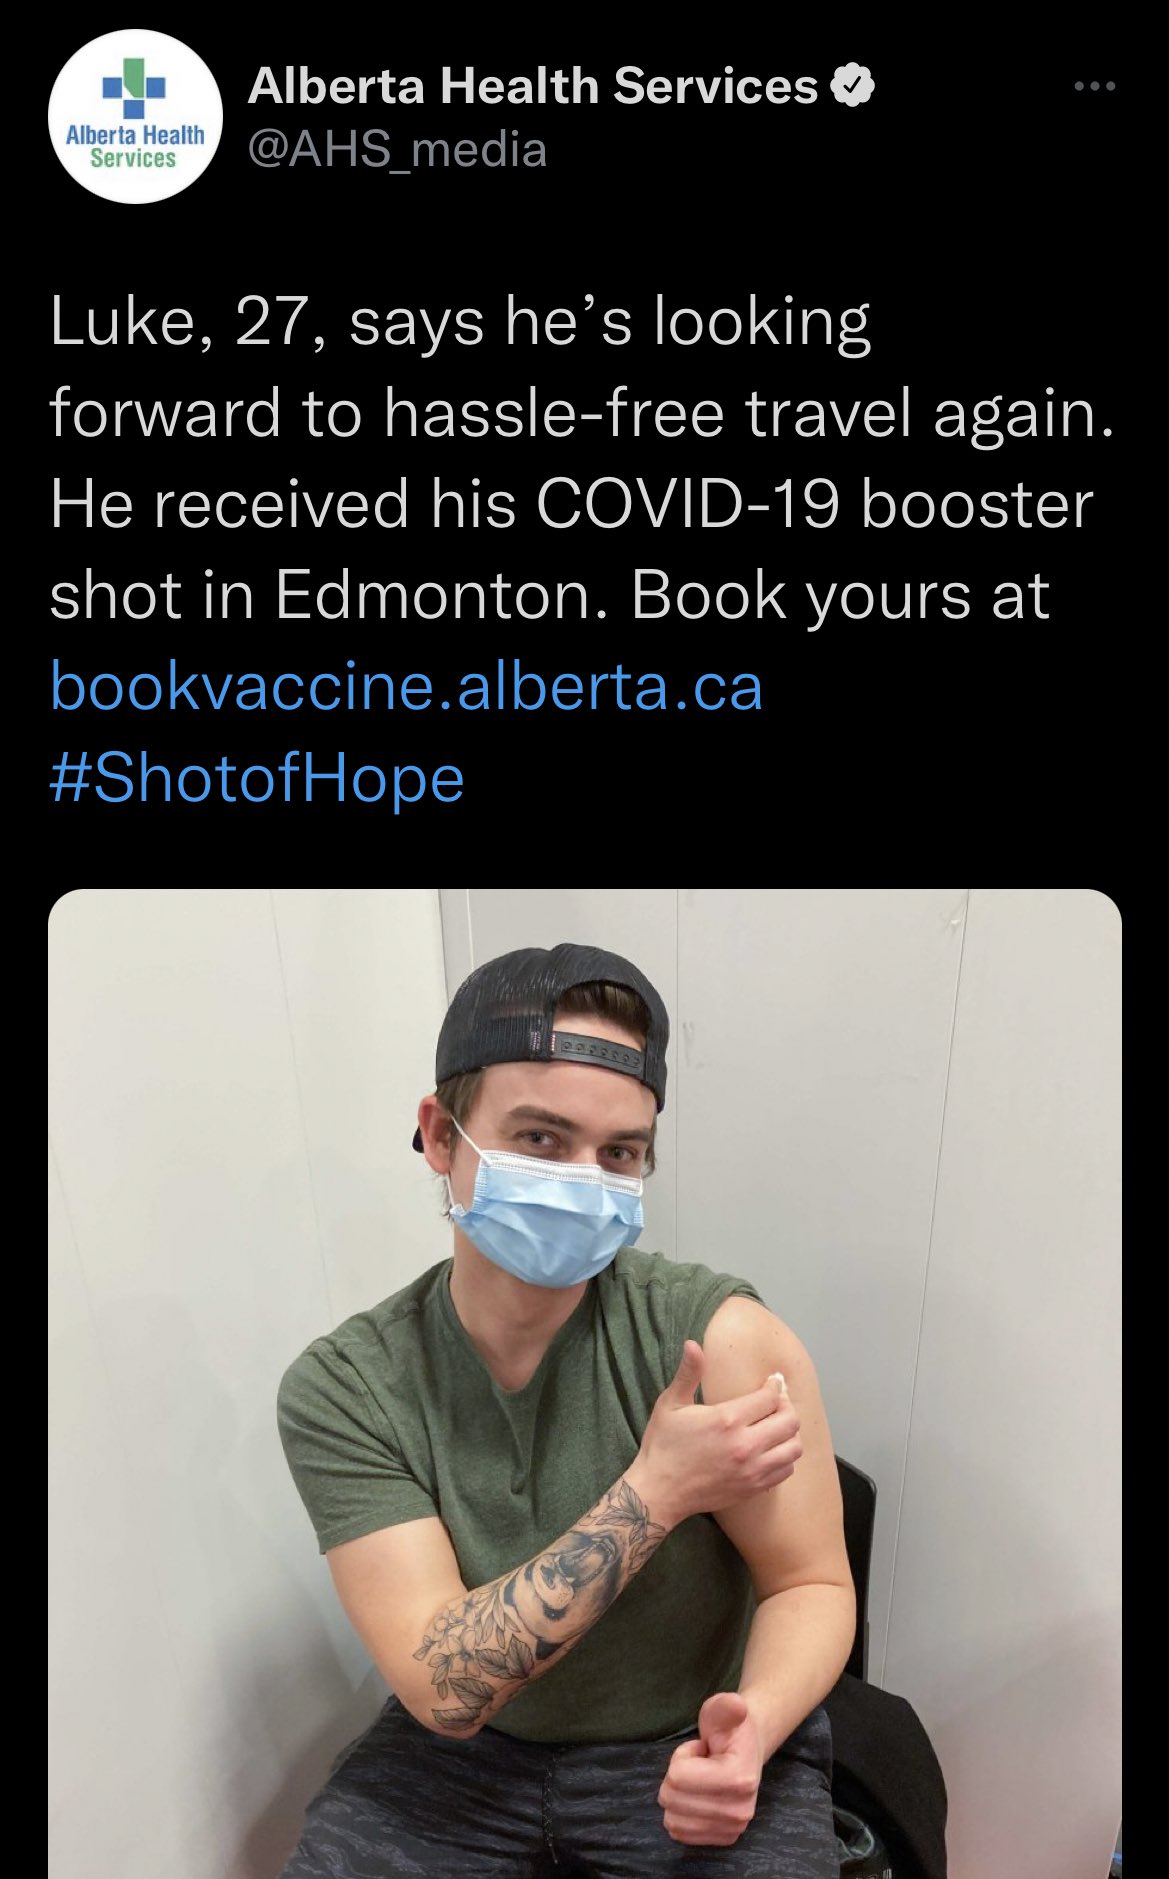 Alberta Health
Services
Alberta Health Services
@AHS_media
Luke, 27, says he’s looking
forward to hassle-free travel again.
He received his COVID-19 booster
shot in Edmonton. Book yours at
bookvaccine.alberta.ca
#ShotofHope